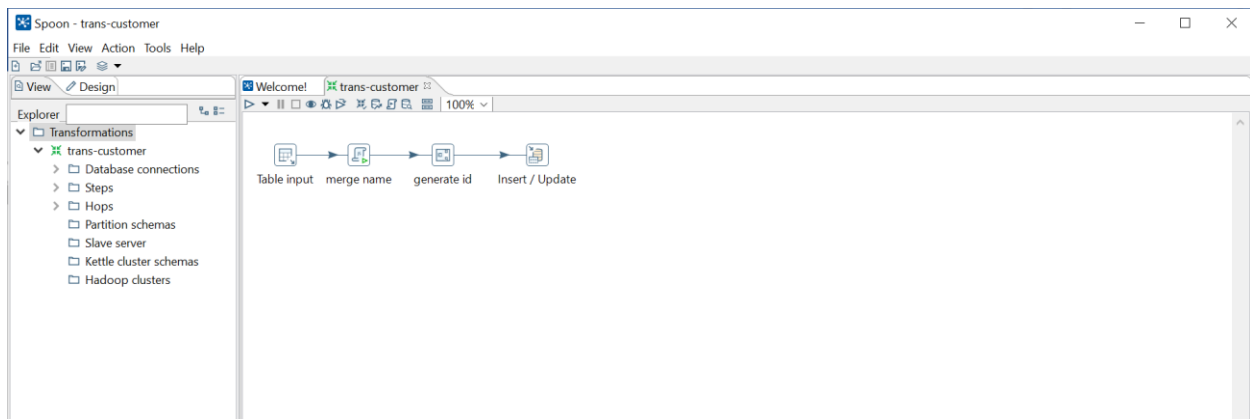 Spoon - trans-customer
File Edit View Action Tools Help
View Design
Welcome! trans-customer
Explorer
100%
Transformations
trans-customer
Database connections
Steps
Hops
Partition schemas
Slave server
Kettle cluster schemas
Hadoop clusters
Table input merge name generate id Insert / Update